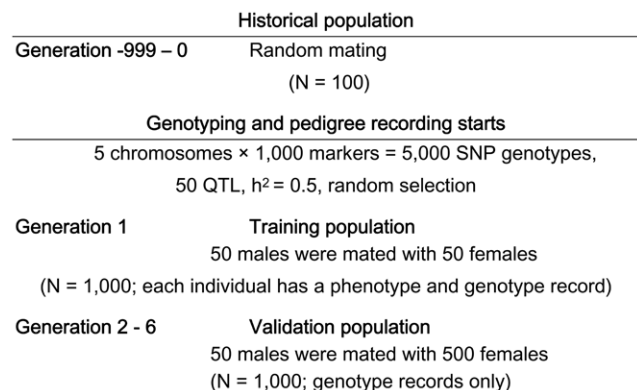 Historical population
Generation -999 – 0 Random mating
(N = 100)
Genotyping and pedigree recording starts
5 chromosomes × 1,000 markers = 5,000 SNP genotypes,
50 QTL, h² = 0.5, random selection
Generation 1 Training population
50 males were mated with 50 females
(N = 1,000; each individual has a phenotype and genotype record)
Generation 2 - 6 Validation population
50 males were mated with 500 females
(N = 1,000; genotype records only)